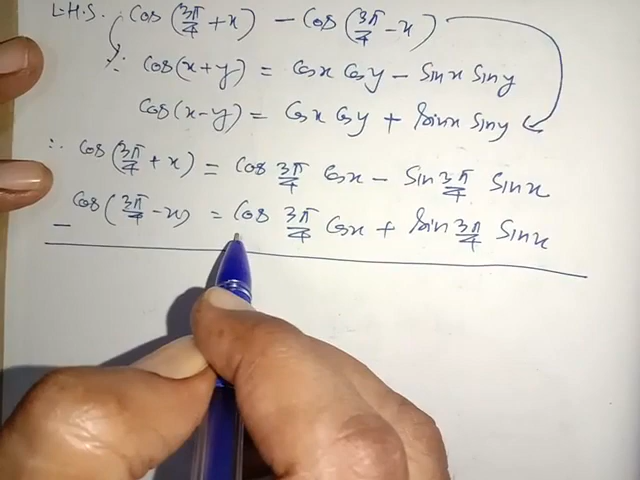 L.H.S. Cos(3π/4 + x) - Cos(3π/4 - x)
∵ Cos(x+y) = Cosx Cosy - Sinx Siny
Cos(x-y) = Cosx Cosy + Sinx Siny
∴ Cos(3π/4 + x) = Cos 3π/4 Cosx - Sin 3π/4 Sinx
- Cos(3π/4 - x) = Cos 3π/4 Cosx + Sin 3π/4 Sinx